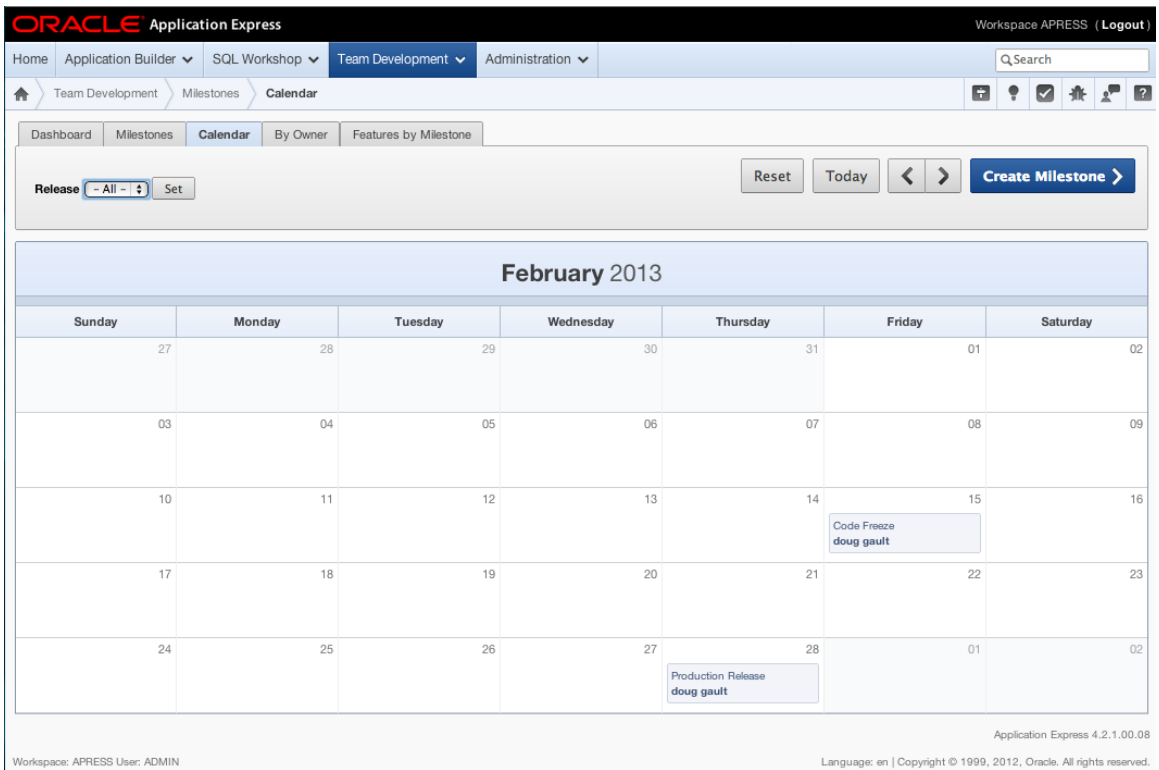 ORACLE Application Express
Workspace APRESS ( Logout )
Home Application Builder SQL Workshop Team Development Administration
Search
Team Development Milestones Calendar
Dashboard Milestones Calendar By Owner Features by Milestone
Release - All - Set
Reset Today Create Milestone
February 2013
Sunday Monday Tuesday Wednesday Thursday Friday Saturday
27 28 29 30 31 01 02
03 04 05 06 07 08 09
10 11 12 13 14 15 16
Code Freeze
doug gault
17 18 19 20 21 22 23
24 25 26 27 28 01 02
Production Release
doug gault
Application Express 4.2.1.00.08
Workspace: APRESS User: ADMIN
Language: en | Copyright © 1999, 2012, Oracle. All rights reserved.